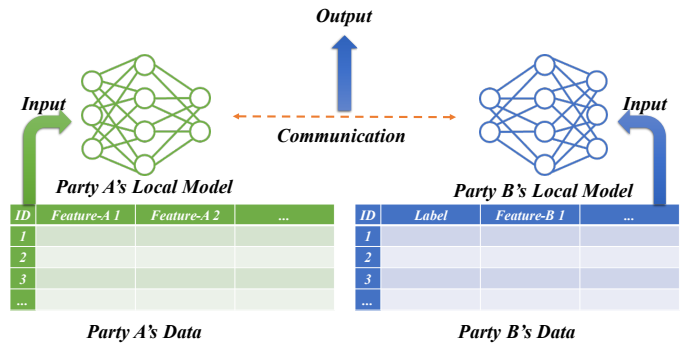 Output
Input
Input
Communication
Party A's Local Model
Party B's Local Model
ID Feature-A 1 Feature-A 2 ...
1
2
3
...
ID Label Feature-B 1 ...
1
2
3
...
Party A's Data
Party B's Data